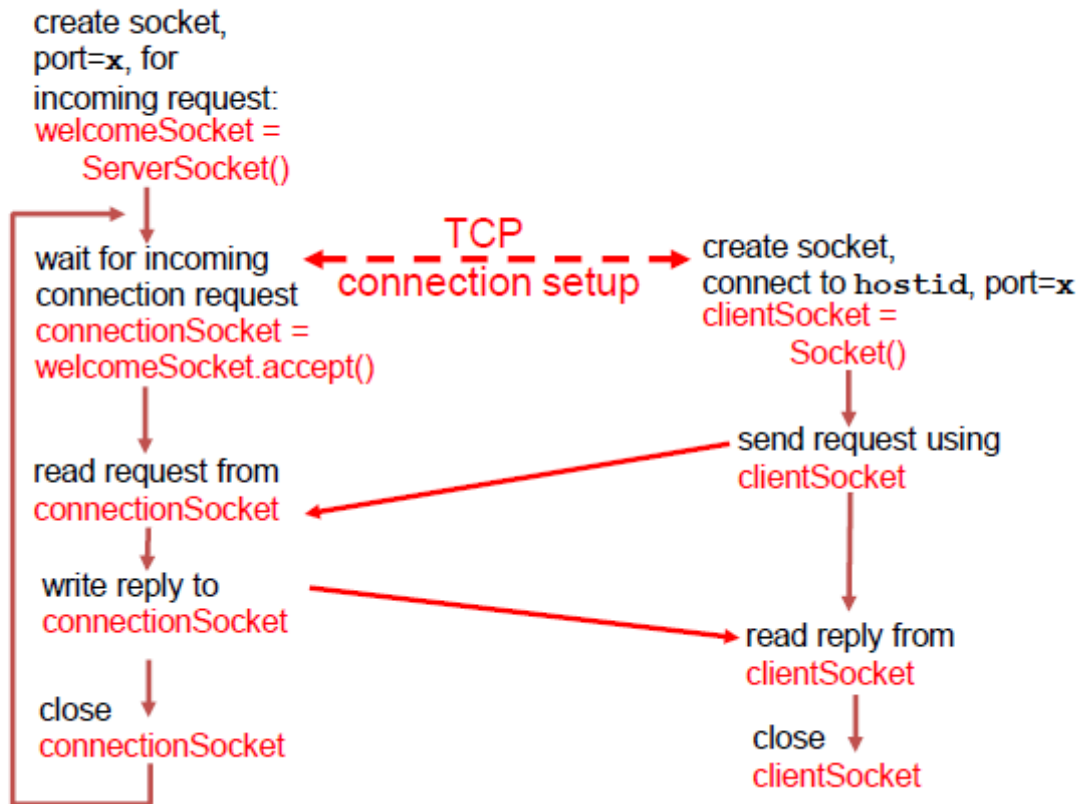 create socket,
port=x, for
incoming request:
welcomeSocket =
ServerSocket()
wait for incoming
connection request
connectionSocket =
welcomeSocket.accept()
read request from
connectionSocket
write reply to
connectionSocket
close
connectionSocket
TCP
connection setup
create socket,
connect to hostid, port=x
clientSocket =
Socket()
send request using
clientSocket
read reply from
clientSocket
close
clientSocket